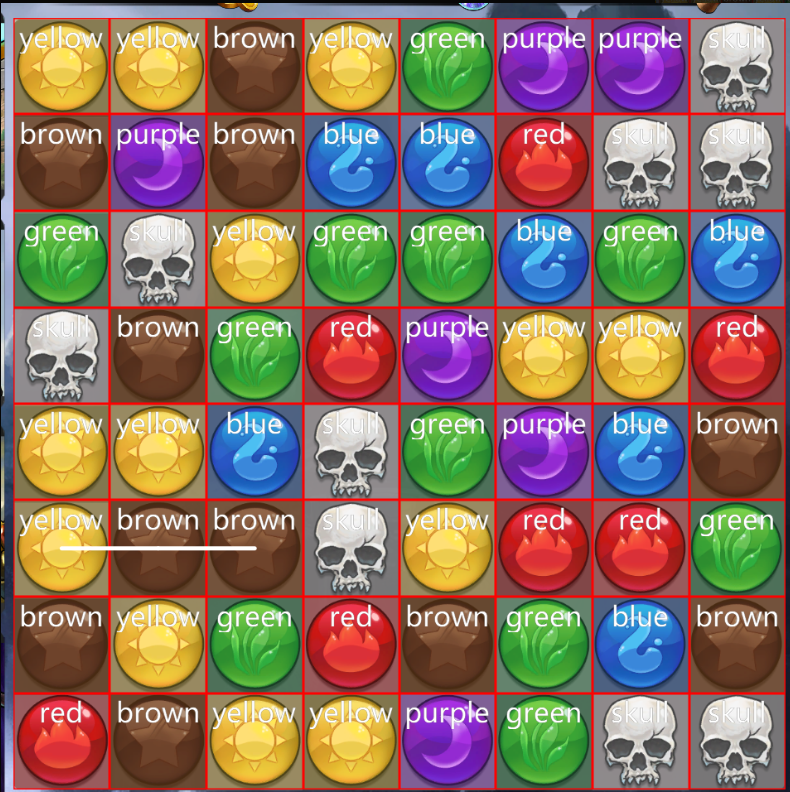 yellow yellow brown yellow green purple purple skull
brown purple brown blue blue red skull skull
green skull yellow green green blue green blue
skull brown green red purple yellow yellow red
yellow yellow blue skull green purple blue brown
yellow brown brown skull yellow red red green
brown yellow green red brown green blue brown
red brown yellow yellow purple green skull skull